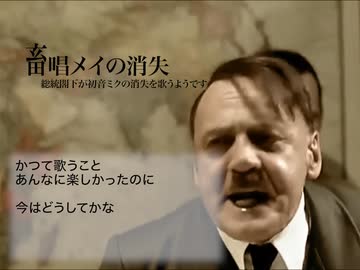 畜唱メイの消失
総統閣下が初音ミクの消失を歌うようです
かつて歌うこと
あんなに楽しかったのに
今はどうしてかな